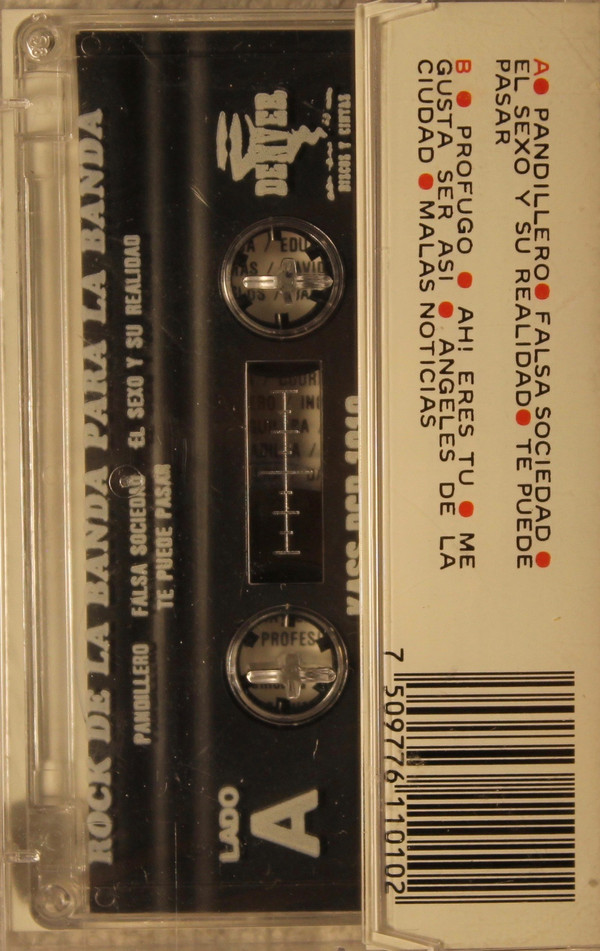 A● PANDILLERO● FALSA SOCIEDAD●
EL SEXO Y SU REALIDAD● TE PUEDE
PASAR
B ● PROFUGO ● AH! ERES TU ● ME
GUSTA SER ASI ● ANGELES DE LA
CIUDAD ● MALAS NOTICIAS
7 509776 110102
ROCK DE LA BANDA PARA LA BANDA
PANDILLERO FALSA SOCIEDAD EL SEXO Y SU REALIDAD
TE PUEDE PASAR
LADO
A
DENVER
DISCOS Y CINTAS
PROFES